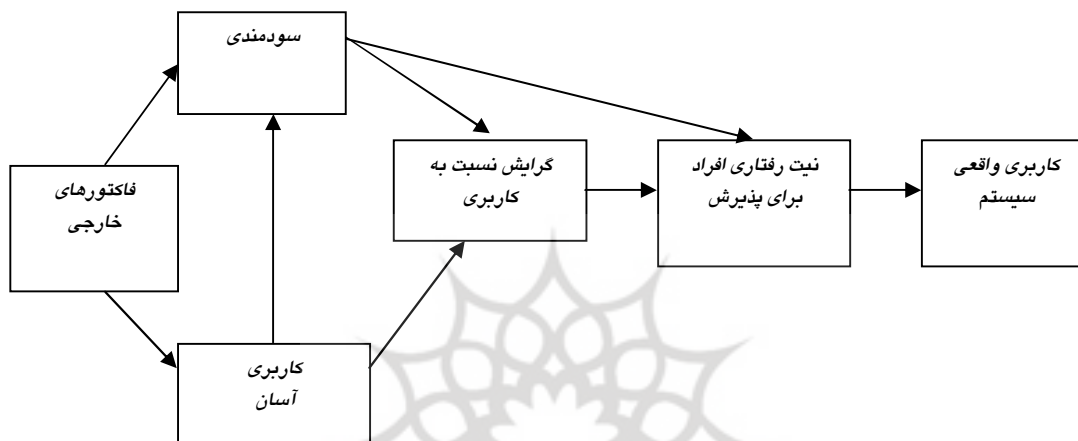 سودمندی
فاکتورهای
خارجی
گرایش نسبت به
کاربری
نیت رفتاری افراد
برای پذیرش
کاربری واقعی
سیستم
کاربری
آسان